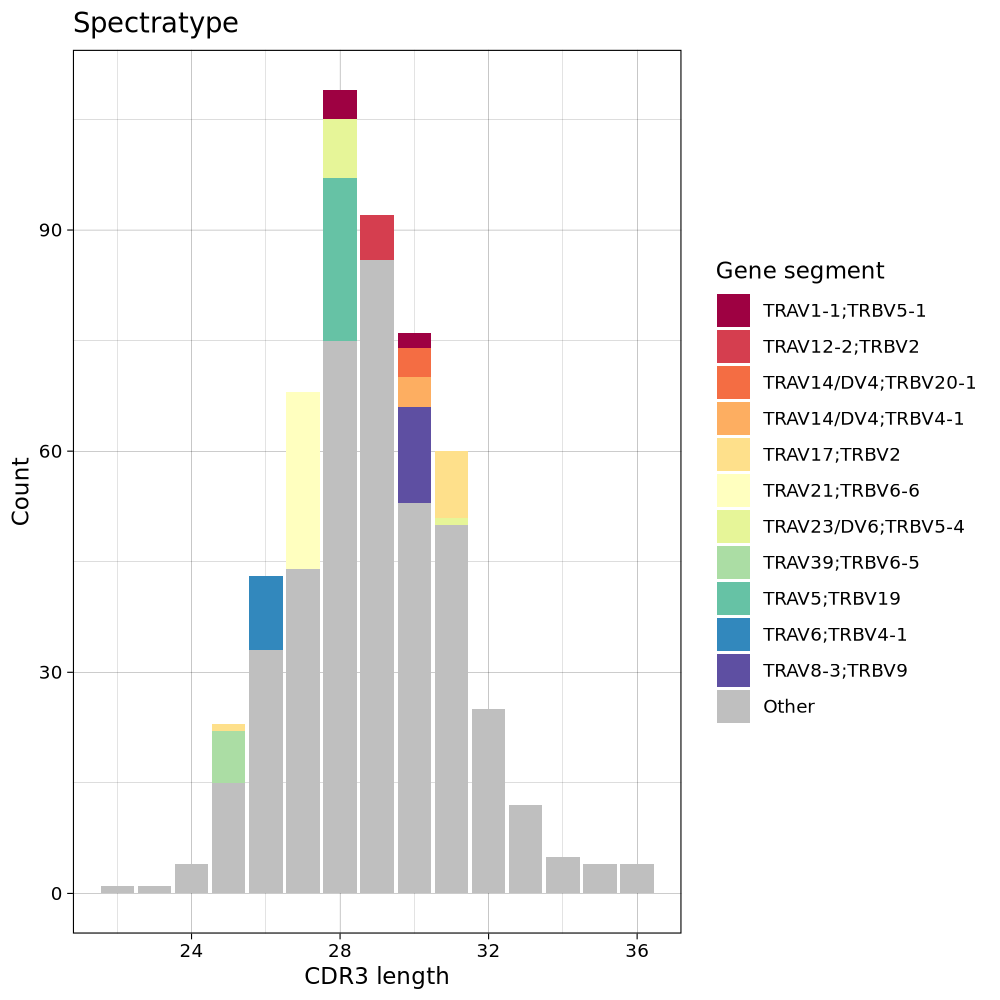 Spectratype
Count
90
60
30
0
24 28 32 36
CDR3 length
Gene segment
TRAV1-1;TRBV5-1
TRAV12-2;TRBV2
TRAV14/DV4;TRBV20-1
TRAV14/DV4;TRBV4-1
TRAV17;TRBV2
TRAV21;TRBV6-6
TRAV23/DV6;TRBV5-4
TRAV39;TRBV6-5
TRAV5;TRBV19
TRAV6;TRBV4-1
TRAV8-3;TRBV9
Other